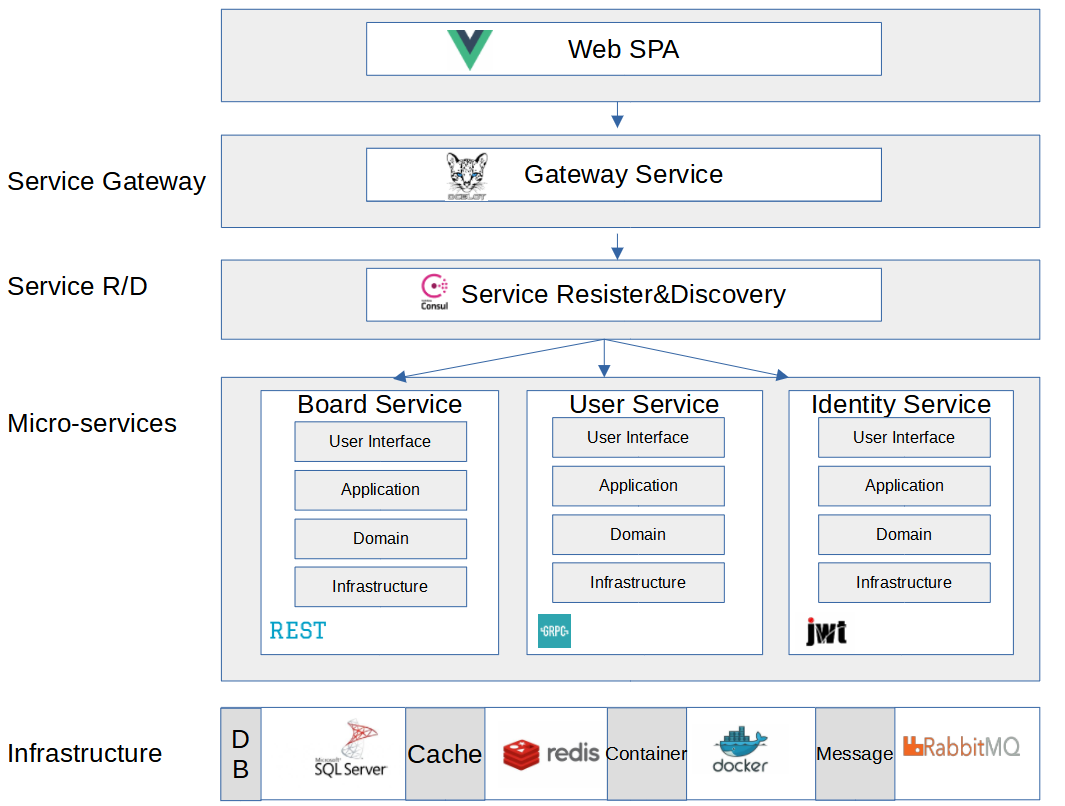 Web SPA
Service Gateway
OCELOT
Gateway Service
Service R/D
Consul
Service Resister&Discovery
Micro-services
Board Service
User Interface
Application
Domain
Infrastructure
REST
User Service
User Interface
Application
Domain
Infrastructure
GRPC
Identity Service
User Interface
Application
Domain
Infrastructure
jwt
Infrastructure
D
B
Microsoft
SQL Server
Cache
redis
Container
docker
Message
RabbitMQ